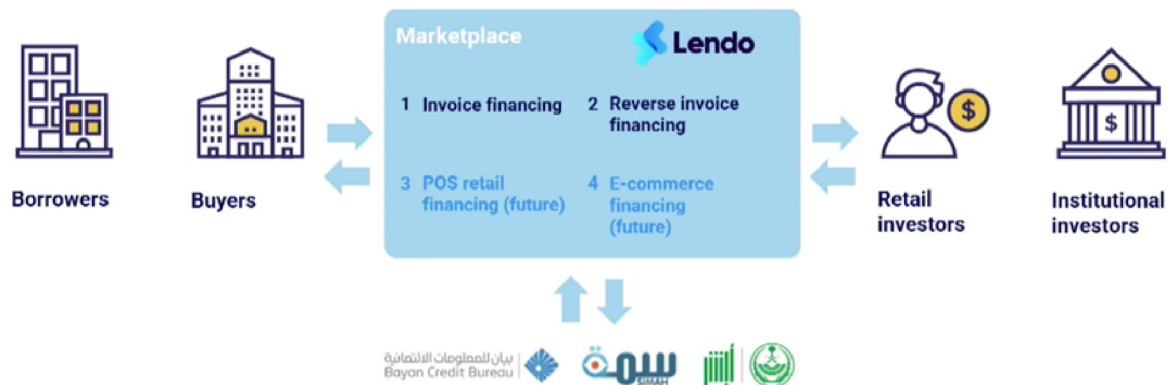 Marketplace
Lendo
1 Invoice financing
2 Reverse invoice
financing
3 POS retail
financing (future)
4 E-commerce
financing
(future)
Borrowers
Buyers
$
Retail
investors
$
Institutional
investors
بيان للمعلومات الائتمانية
Bayan Credit Bureau
سمة
SIMAH
أبشر